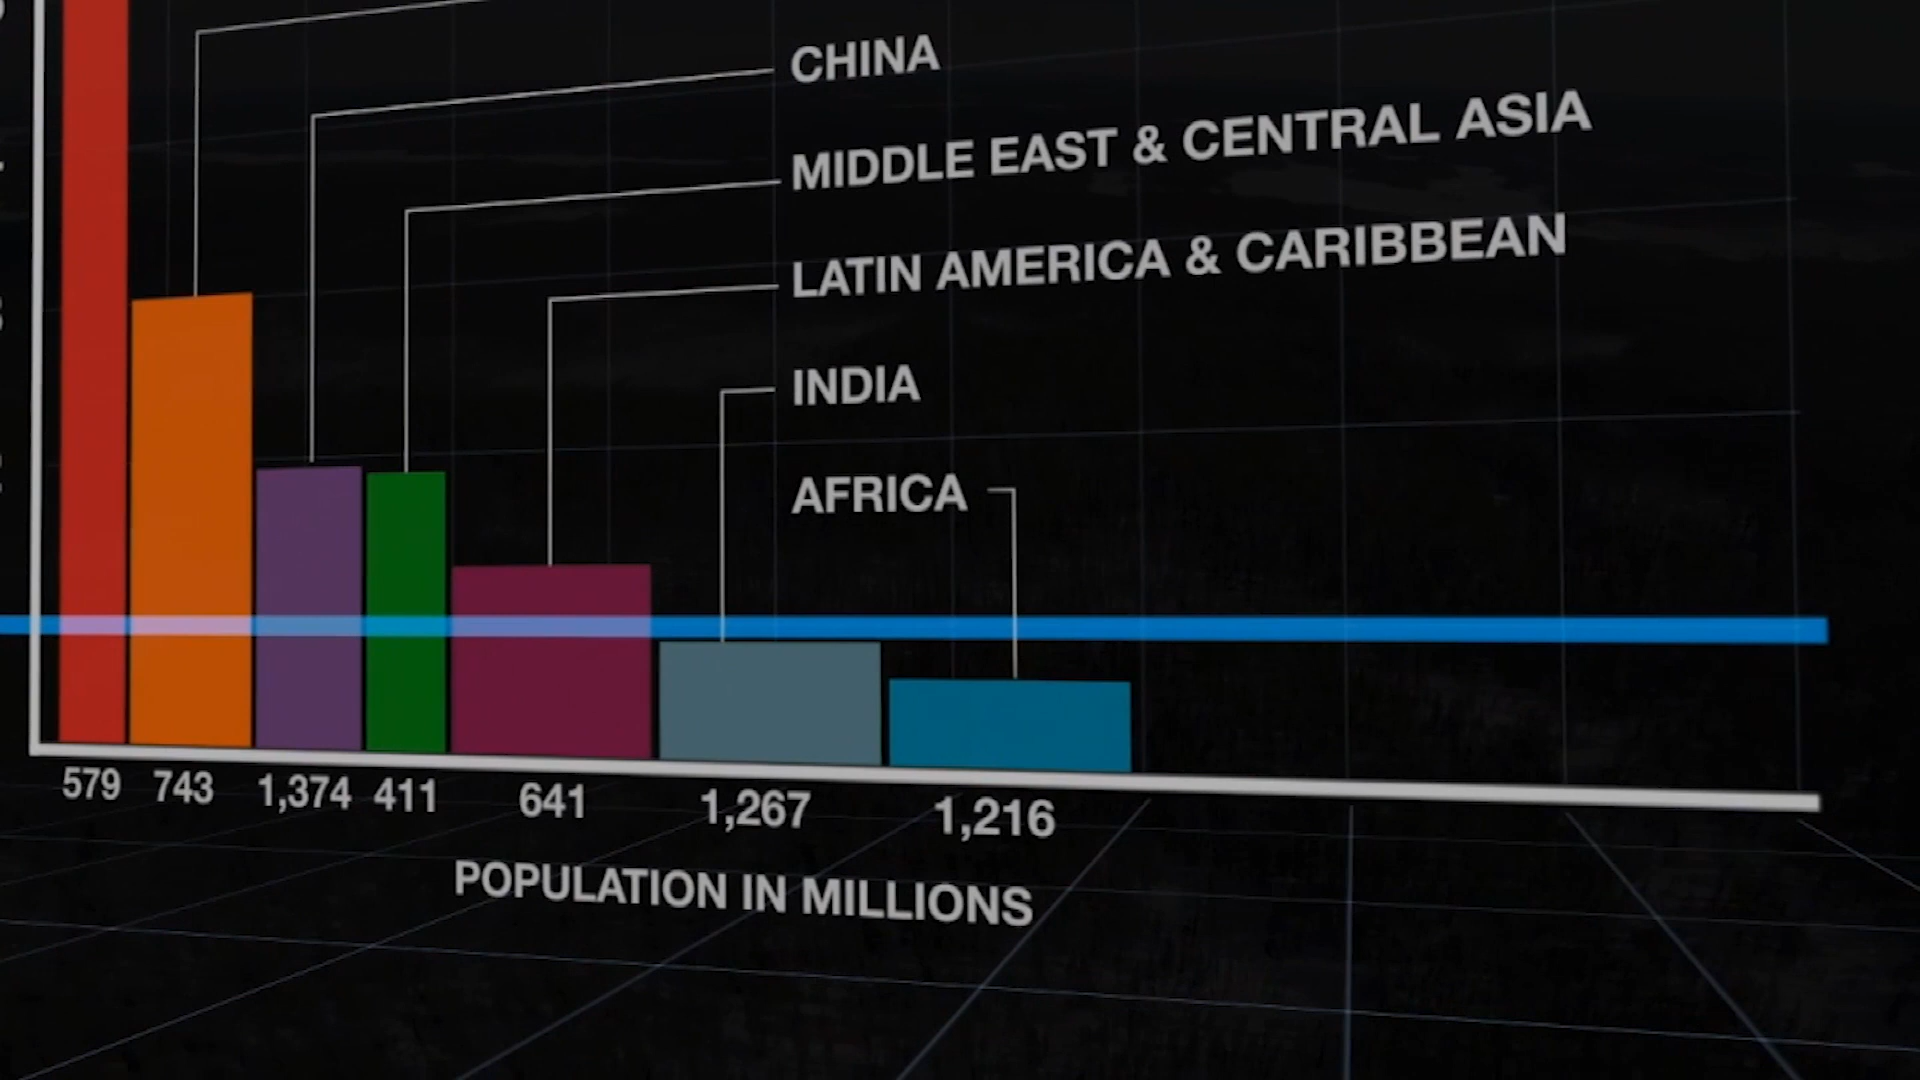 CHINA
MIDDLE EAST & CENTRAL ASIA
LATIN AMERICA & CARIBBEAN
INDIA
AFRICA
579 743 1,374 411 641 1,267 1,216
POPULATION IN MILLIONS